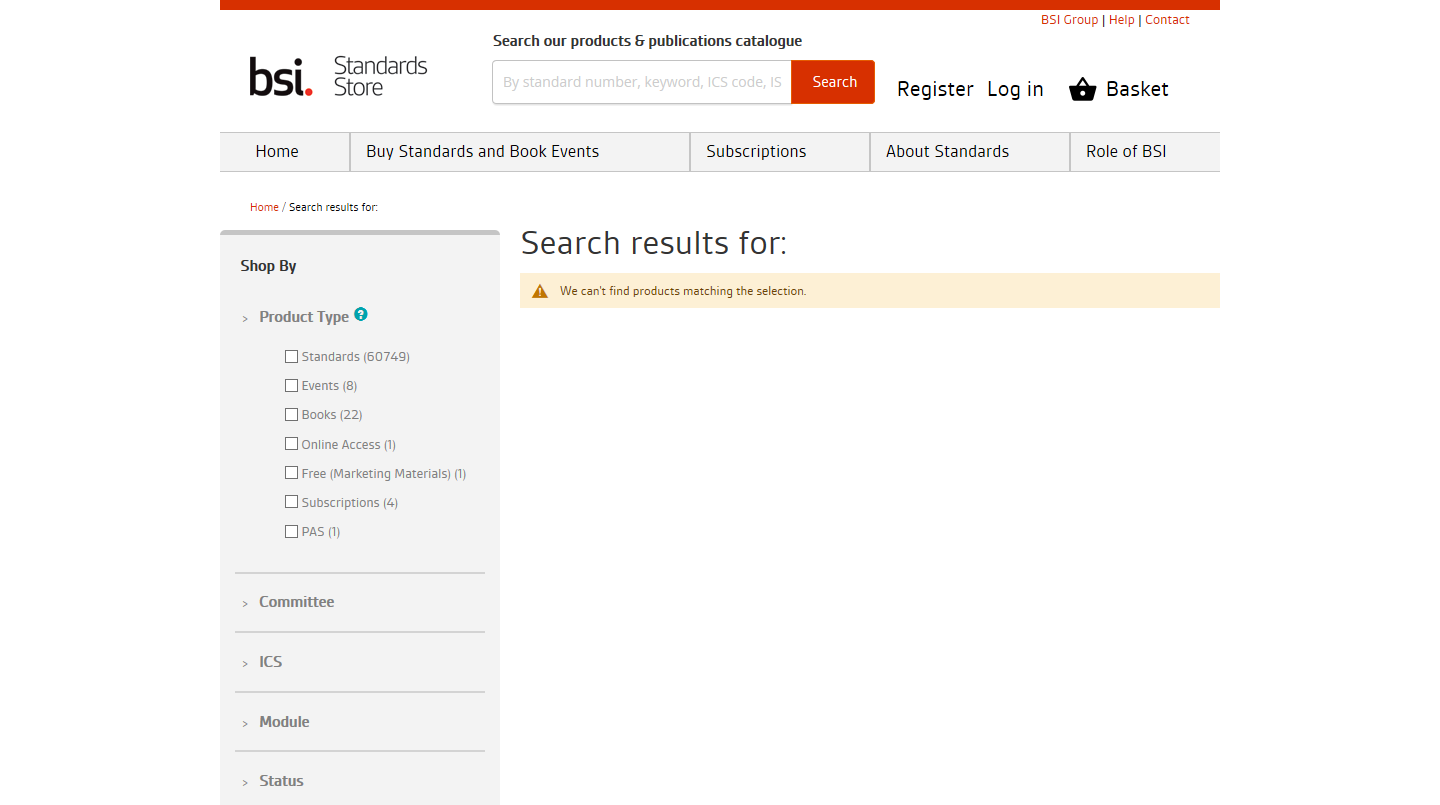 BSI Group | Help | Contact
Search our products & publications catalogue
bsi. Standards Store
By standard number, keyword, ICS code, IS
Search
Register Log in Basket
Home Buy Standards and Book Events Subscriptions About Standards Role of BSI
Home / Search results for:
Search results for:
We can't find products matching the selection.
Shop By
> Product Type ?
Standards (60749)
Events (8)
Books (22)
Online Access (1)
Free (Marketing Materials) (1)
Subscriptions (4)
PAS (1)
> Committee
> ICS
> Module
> Status